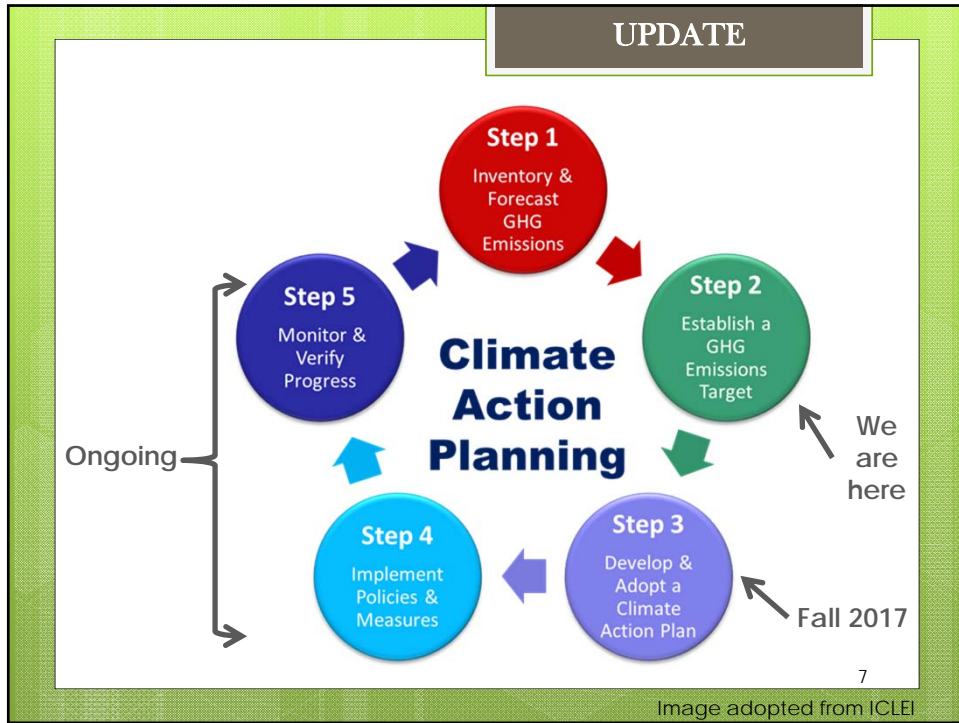 UPDATE
Step 1
Inventory &
Forecast
GHG
Emissions
Step 2
Establish a
GHG
Emissions
Target
We
are
here
Step 3
Develop &
Adopt a
Climate
Action Plan
Fall 2017
Step 4
Implement
Policies &
Measures
Step 5
Monitor &
Verify
Progress
Ongoing
Climate
Action
Planning
7
Image adopted from ICLEI